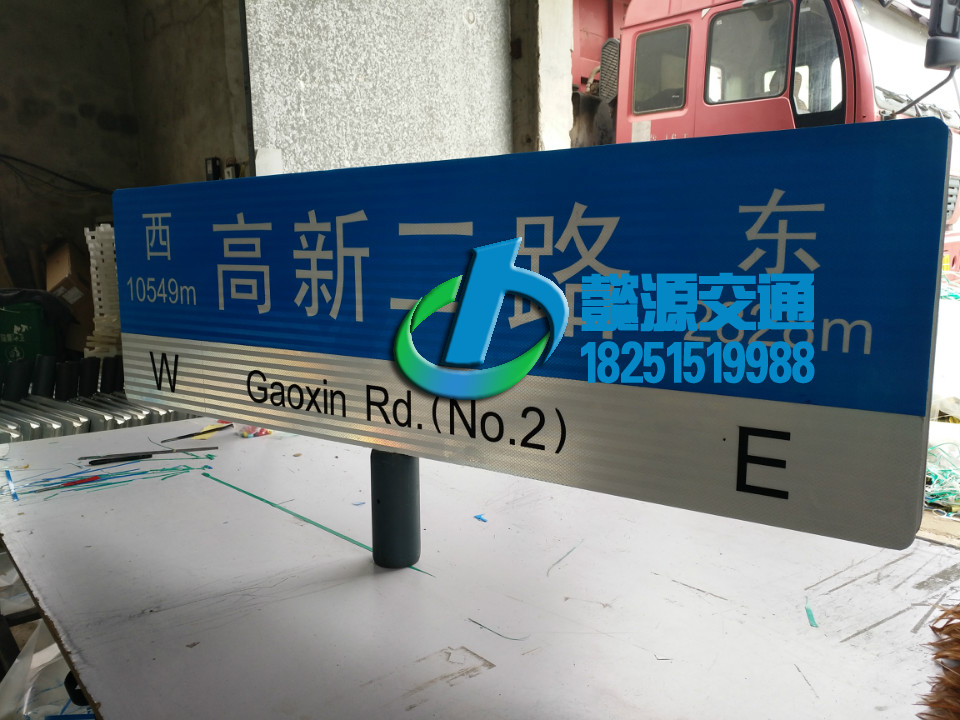 西 高新二路 东
10549m
W Gaoxin Rd.(No.2) E
懿源交通
18251519988